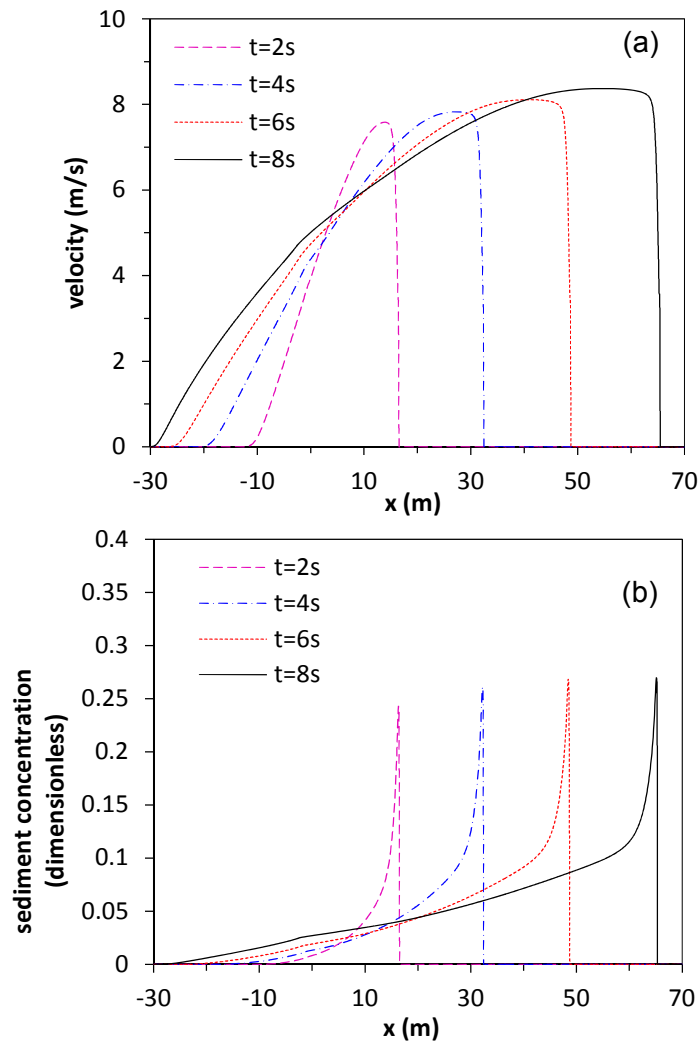 10
8
6
4
2
0
velocity (m/s)
(a)
t=2s
t=4s
t=6s
t=8s
-30
-10
10
30
50
70
x (m)
0.4
0.35
0.3
0.25
0.2
0.15
0.1
0.05
0
sediment concentration
(dimensionless)
(b)
t=2s
t=4s
t=6s
t=8s
-30
-10
10
30
50
70
x (m)